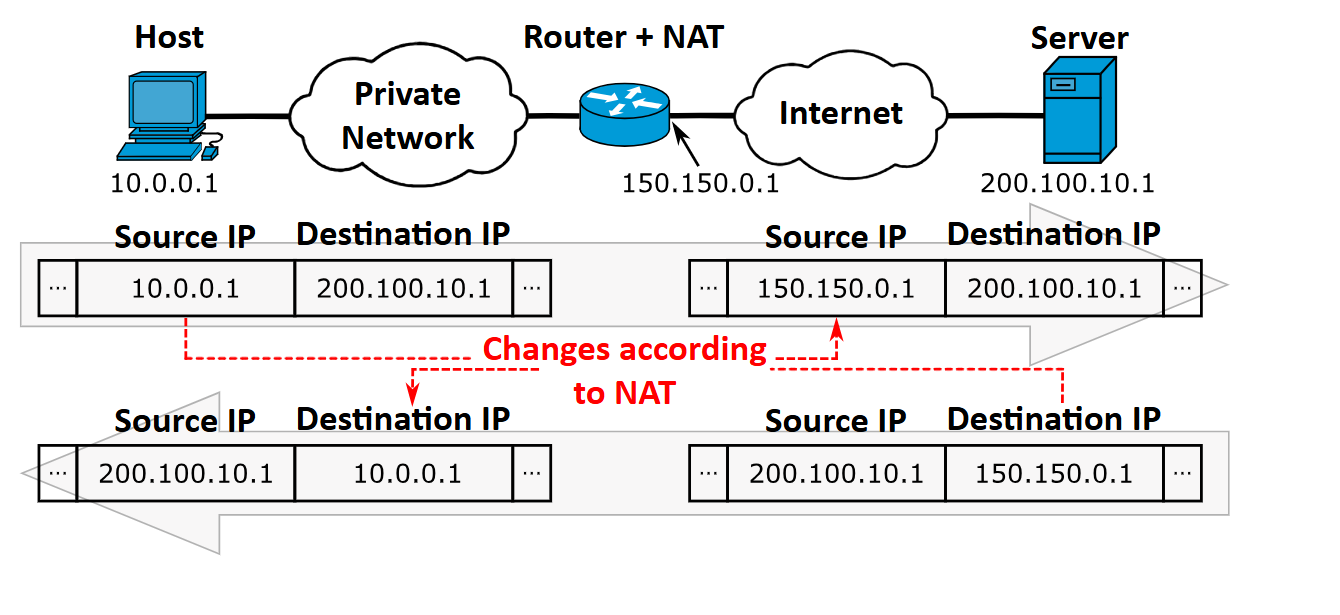 Host
Router + NAT
Server
Private
Network
Internet
10.0.0.1
150.150.0.1
200.100.10.1
Source IP Destination IP
Source IP Destination IP
... 10.0.0.1 200.100.10.1 ...
... 150.150.0.1 200.100.10.1 ...
Changes according
to NAT
Source IP Destination IP
Source IP Destination IP
... 200.100.10.1 10.0.0.1 ...
... 200.100.10.1 150.150.0.1 ...